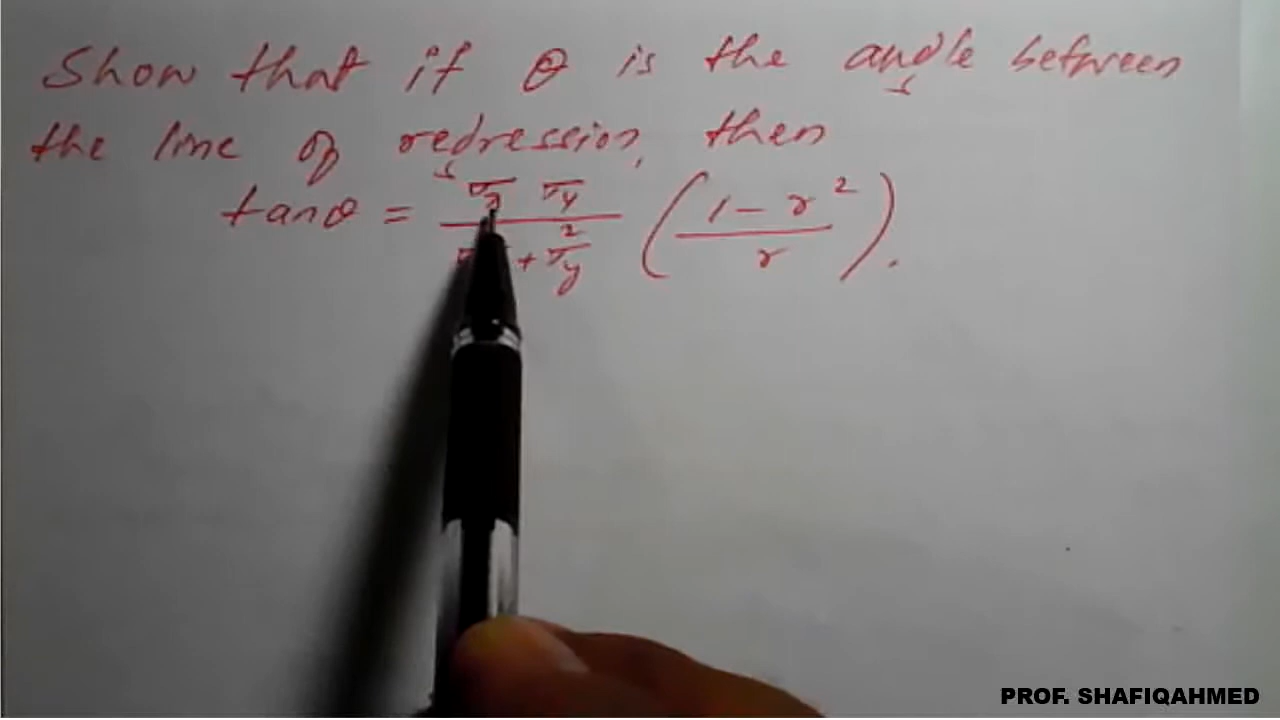 Show that if θ is the angle between
the line of regression, then
tanθ = σx σy / + σy² (1 - r² / r).
PROF. SHAFIQAHMED